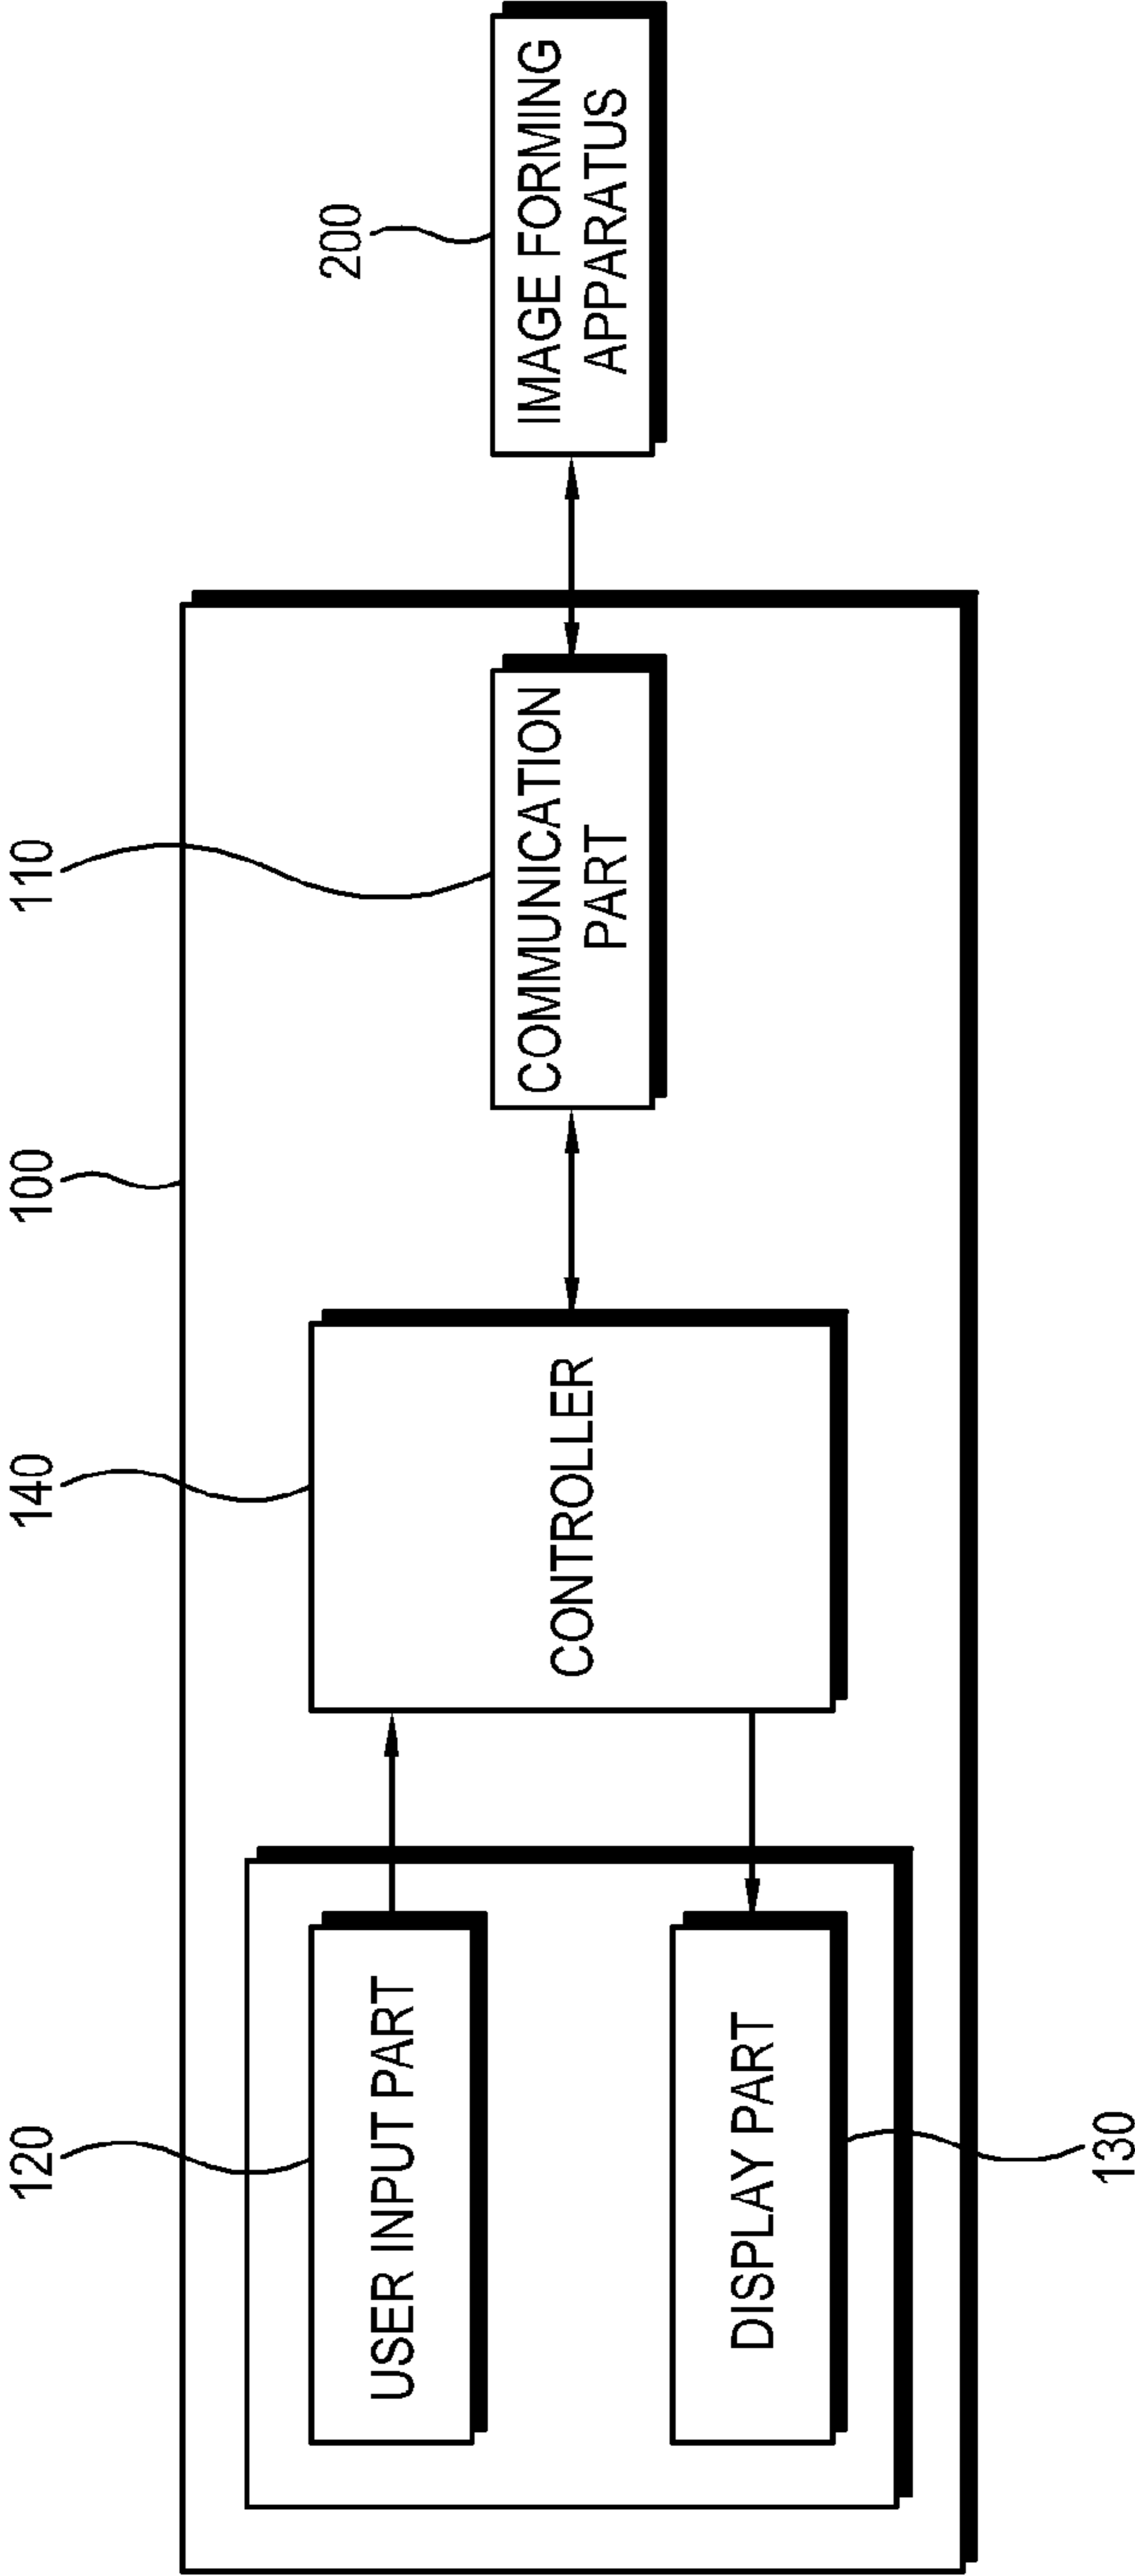 100
120
140
110
200
USER INPUT PART
CONTROLLER
COMMUNICATION
PART
IMAGE FORMING
APPARATUS
DISPLAY PART
130